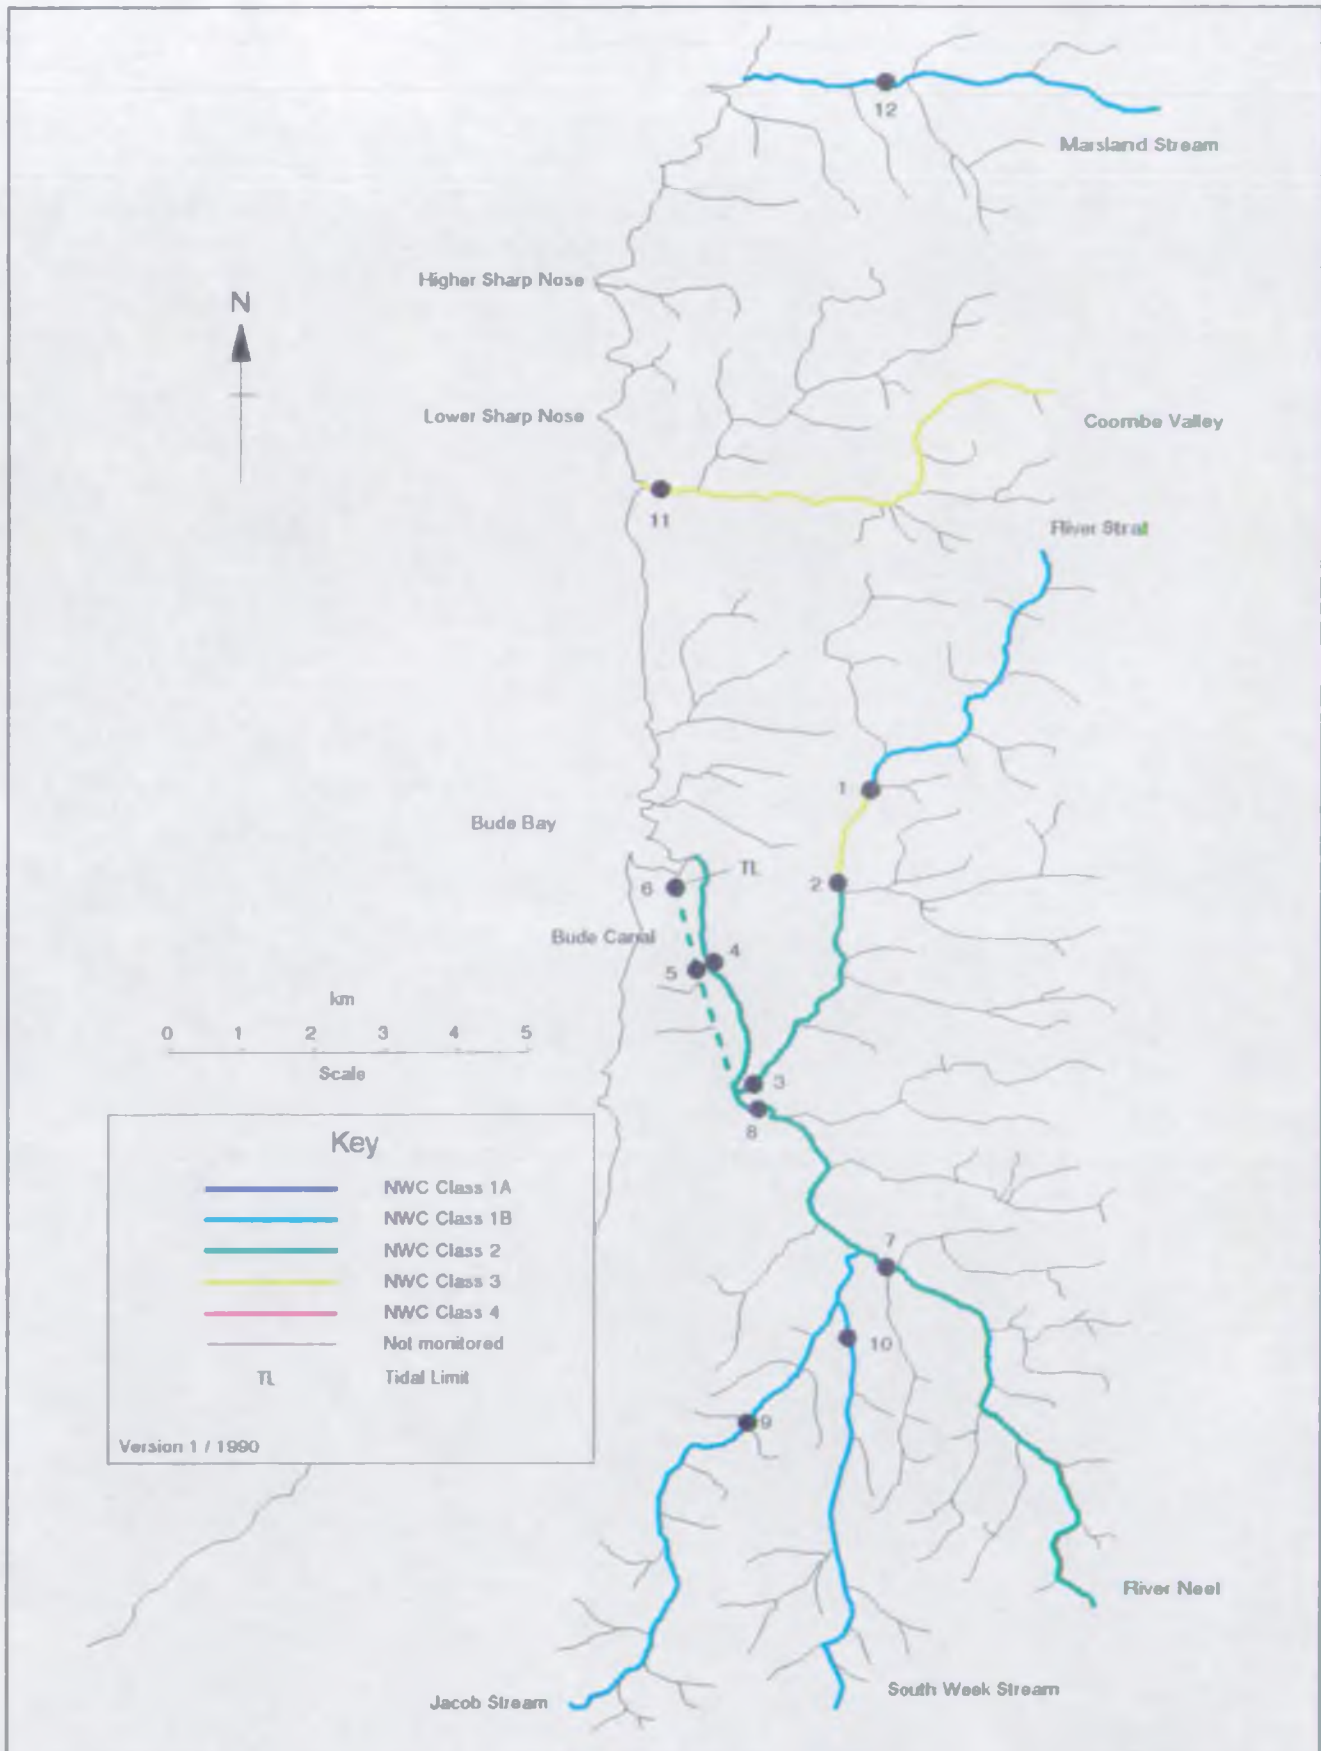 12
Marsland Stream
Higher Sharp Nose
N
Lower Sharp Nose
Coombe Valley
11
River Strat
1
Bude Bay
TL
2
6
Bude Canal
4
5
km
0 1 2 3 4 5
Scale
3
8
Key
NWC Class 1A
NWC Class 1B
NWC Class 2
NWC Class 3
NWC Class 4
Not monitored
TL Tidal Limit
Version 1 / 1990
7
10
9
River Neet
South Week Stream
Jacob Stream